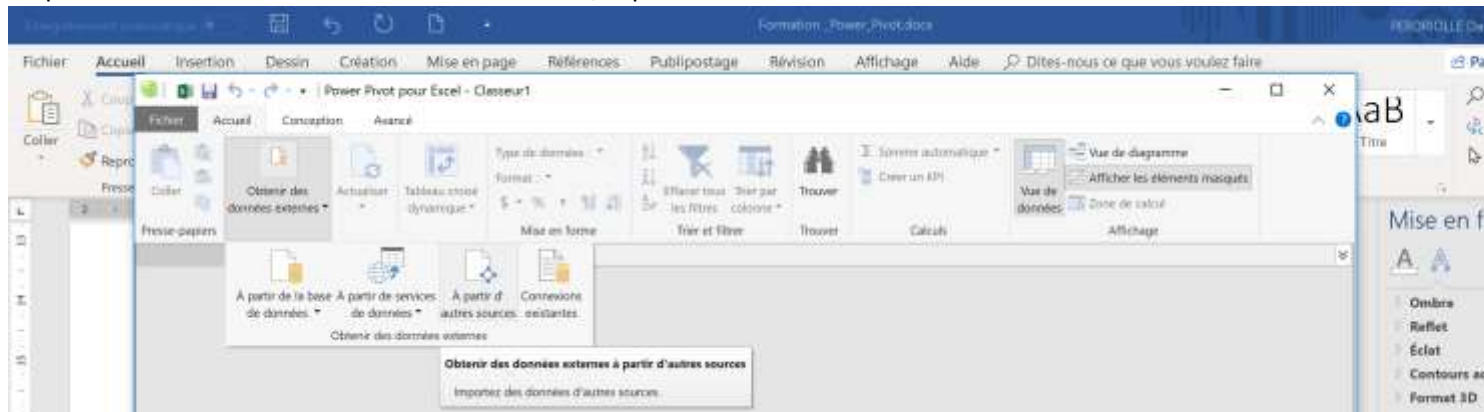 Formation_Power_Pivot.docx
Fichier Accueil Insertion Dessin Création Mise en page Références Publipostage Révision Affichage Aide Dites-nous ce que vous voulez faire Pa
Power Pivot pour Excel - Classeur1
Fichier Accueil Conception Avancé
Coller
Repro
Presse
Coller
Presse-papiers
Obtenir des données externes
Actualiser
Tableau croisé dynamique
Type de données
Format
$ %
Mise en forme
Effacer tous les filtres
Trier par colonne
Trier et filtrer
Trouver
Trouver
Somme automatique
Créer un KPI
Calculs
Vue de données
Vue de diagramme
Afficher les éléments masqués
Zone de calcul
Affichage
aB
Titre
À partir de la base de données
À partir de services de données
À partir d'autres sources
Connexions existantes
Obtenir des données externes
Obtenir des données externes à partir d'autres sources
Importez des données d'autres sources.
Mise en f
A A
Ombre
Reflet
Éclat
Contours ad
Format 3D